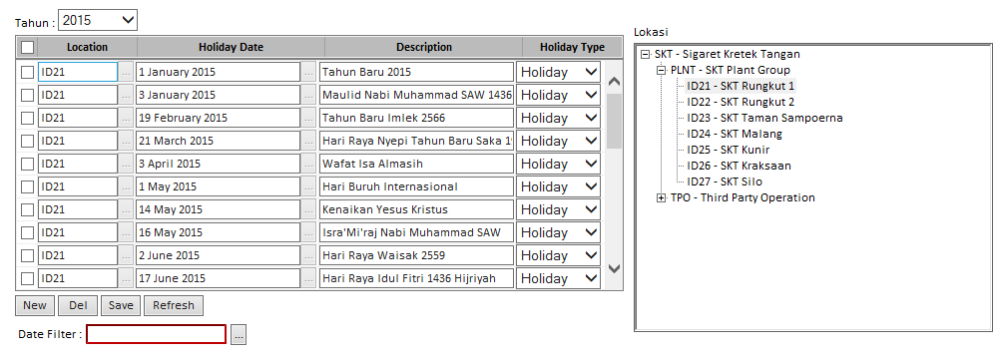 Tahun : 2015
Location Holiday Date Description Holiday Type
ID21 ... 1 January 2015 ... Tahun Baru 2015 Holiday
ID21 ... 3 January 2015 ... Maulid Nabi Muhammad SAW 1436 Holiday
ID21 ... 19 February 2015 ... Tahun Baru Imlek 2566 Holiday
ID21 ... 21 March 2015 ... Hari Raya Nyepi Tahun Baru Saka 19 Holiday
ID21 ... 3 April 2015 ... Wafat Isa Almasih Holiday
ID21 ... 1 May 2015 ... Hari Buruh Internasional Holiday
ID21 ... 14 May 2015 ... Kenaikan Yesus Kristus Holiday
ID21 ... 16 May 2015 ... Isra'Mi'raj Nabi Muhammad SAW Holiday
ID21 ... 2 June 2015 ... Hari Raya Waisak 2559 Holiday
ID21 ... 17 June 2015 ... Hari Raya Idul Fitri 1436 Hijriyah Holiday
New Del Save Refresh
Date Filter : ...
Lokasi
SKT - Sigaret Kretek Tangan
PLNT - SKT Plant Group
ID21 - SKT Rungkut 1
ID22 - SKT Rungkut 2
ID23 - SKT Taman Sampoerna
ID24 - SKT Malang
ID25 - SKT Kunir
ID26 - SKT Kraksaan
ID27 - SKT Silo
TPO - Third Party Operation